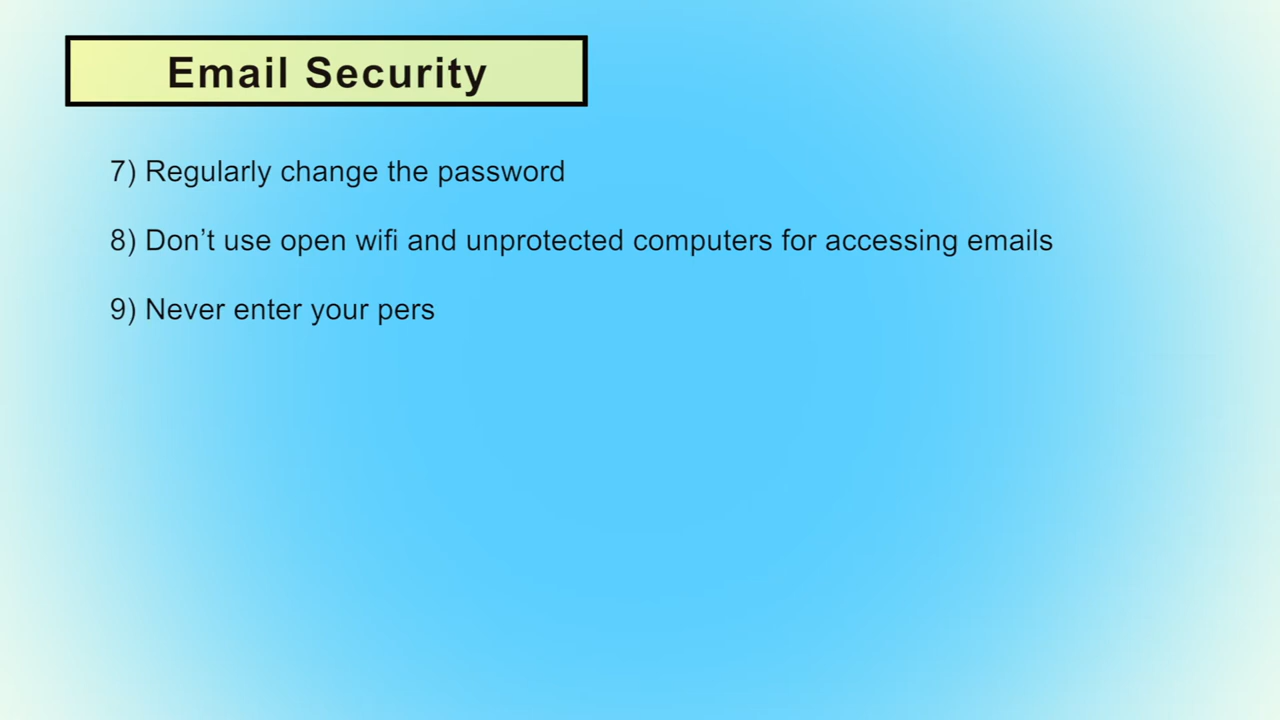 Email Security
7) Regularly change the password
8) Don’t use open wifi and unprotected computers for accessing emails
9) Never enter your pers